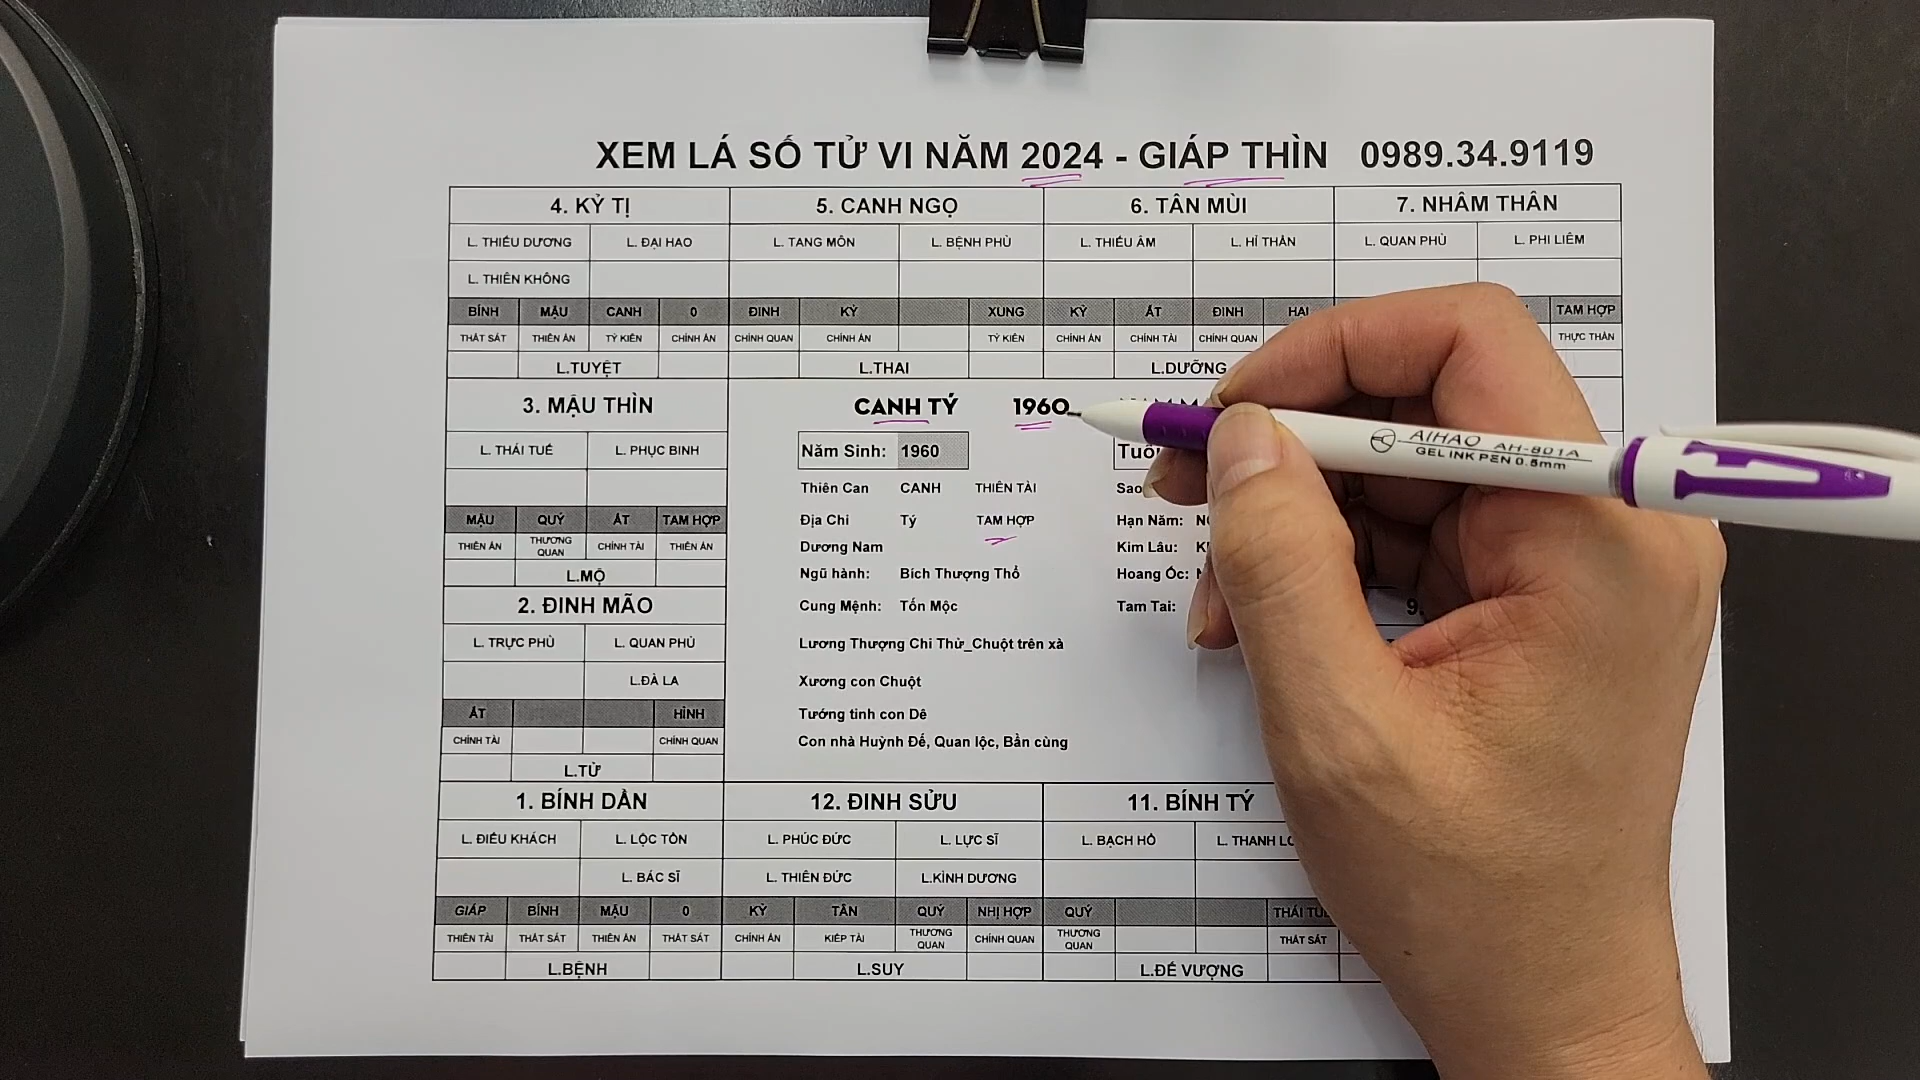 XEM LÁ SỐ TỬ VI NĂM 2024 - GIÁP THÌN 0989.34.9119
4. KỶ TỊ 5. CANH NGỌ 6. TÂN MÙI 7. NHÂM THÂN
L. THIẾU DƯƠNG L. ĐẠI HAO L. TANG MÔN L. BỆNH PHÙ L. THIẾU ÂM L. HỈ THẦN L. QUAN PHÙ L. PHI LIÊM
L. THIÊN KHÔNG
BÍNH MẬU CANH 0 ĐINH KỶ XUNG KỶ ẤT ĐINH HẠI TAM HỢP
THẤT SÁT THIÊN ẤN TỶ KIÊN CHÍNH ẤN CHÍNH QUAN CHÍNH ẤN TỶ KIÊN CHÍNH ẤN CHÍNH TÀI CHÍNH QUAN THỰC THẦN
L.TUYỆT L.THAI L.DƯỠNG
3. MẬU THÌN CANH TÝ 1960
L. THÁI TUẾ L. PHỤC BINH
Năm Sinh: 1960
Thiên Can CANH THIÊN TÀI
Địa Chi Tý TAM HỢP Hạn Năm:
MẬU QUÝ ẤT TAM HỢP
THIÊN ẤN THƯƠNG QUAN CHÍNH TÀI THIÊN ẤN
Dương Nam Kim Lâu:
L.MỘ
Ngũ hành: Bích Thượng Thổ Hoang Ốc:
2. ĐINH MÃO
Cung Mệnh: Tốn Mộc Tam Tai: 9.
L. TRỰC PHÙ L. QUAN PHỦ
Lương Thượng Chi Thử_Chuột trên xà
L.ĐÀ LA
Xương con Chuột
ẤT HÌNH
Tướng tinh con Dê
CHÍNH TÀI CHÍNH QUAN
Con nhà Huỳnh Đế, Quan lộc, Bần cùng
L.TỬ
1. BÍNH DẦN 12. ĐINH SỬU 11. BÍNH TÝ
L. ĐIẾU KHÁCH L. LỘC TỒN L. PHÚC ĐỨC L. LỰC SĨ L. BẠCH HỔ L. THANH
L. BÁC SĨ L. THIÊN ĐỨC L.KÌNH DƯƠNG
GIÁP BÍNH MẬU 0 KỶ TÂN QUÝ NHỊ HỢP QUÝ THÁI TUẾ
THIÊN TÀI THẤT SÁT THIÊN ẤN THẤT SÁT CHÍNH ẤN KIẾP TÀI THƯƠNG QUAN CHÍNH QUAN THƯƠNG QUAN THẤT SÁT
L.BỆNH L.SUY L.ĐẾ VƯỢNG
AIHAO AH-801A
GEL INK PEN 0.5mm